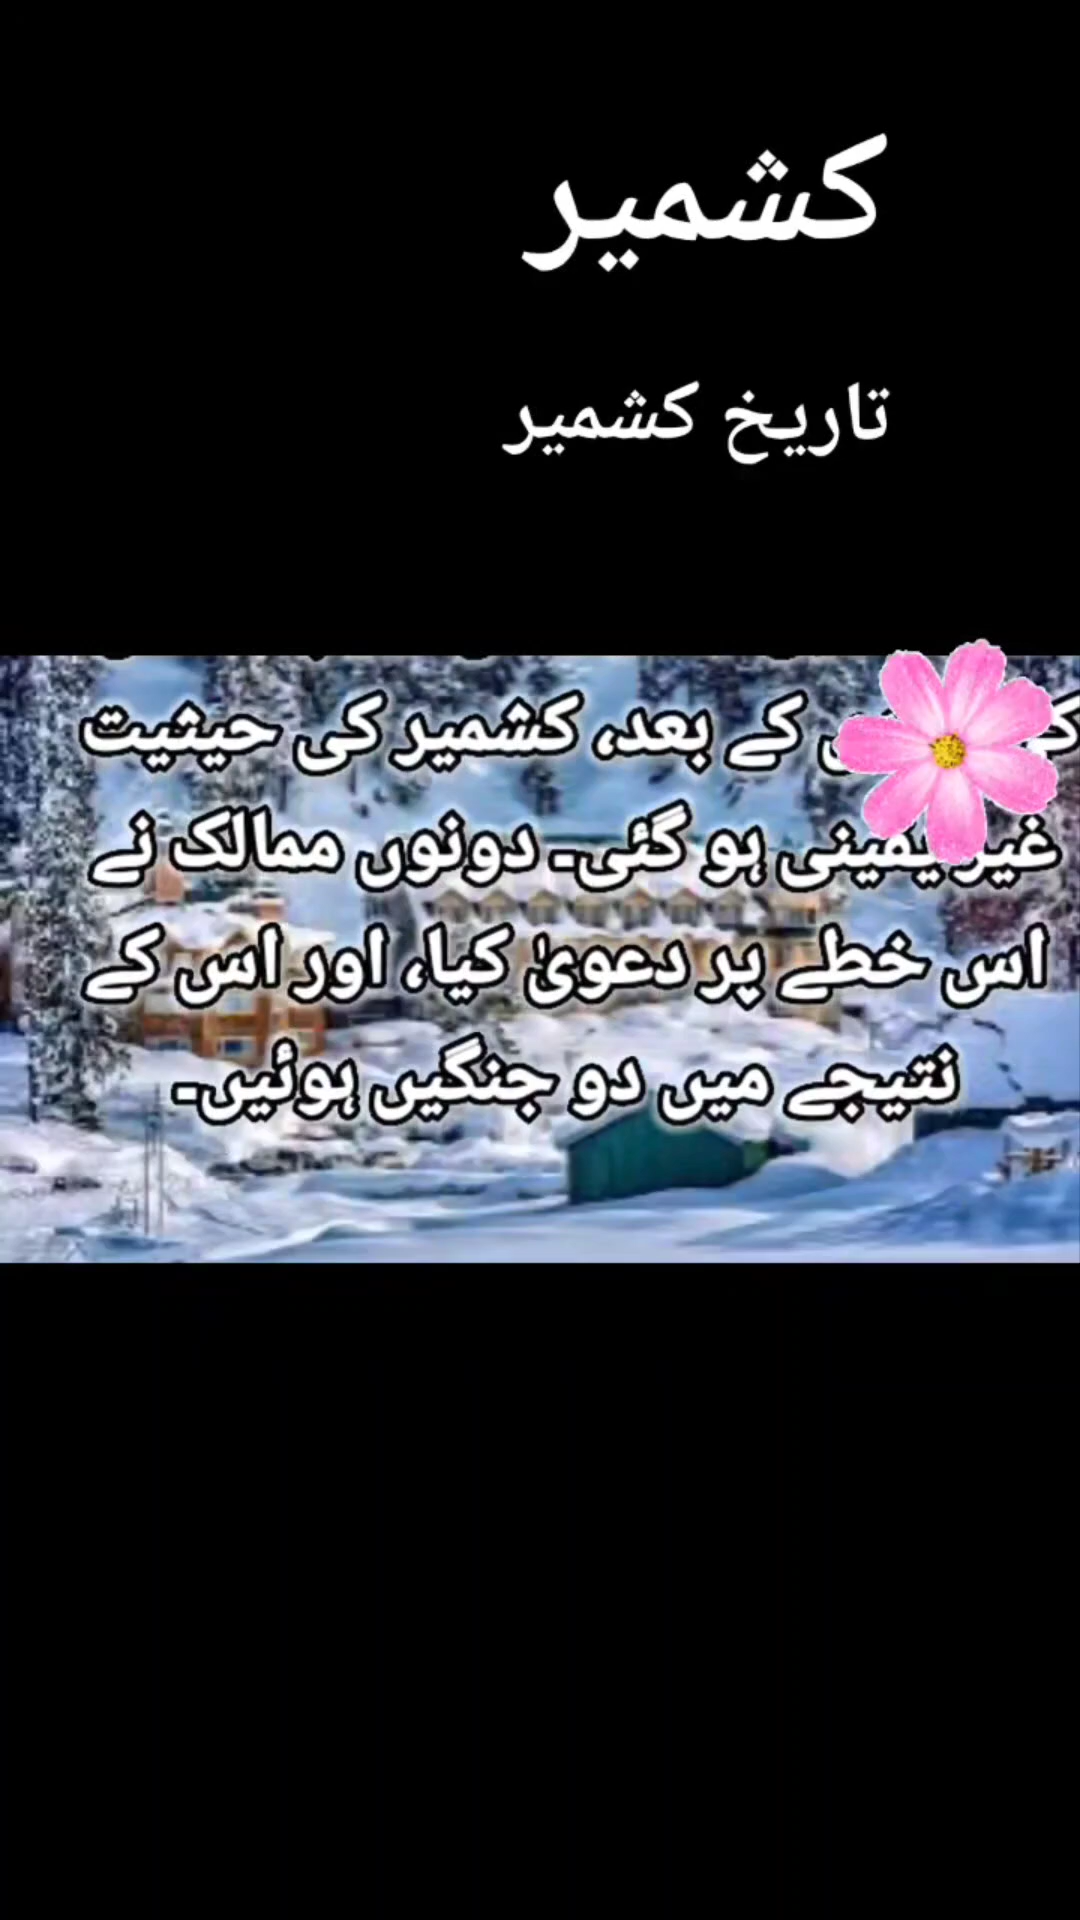 کشمیر
تاریخ کشمیر
کے بعد، کشمیر کی حیثیت
غیر یقینی ہو گئی۔ دونوں ممالک نے
اس خطے پر دعویٰ کیا، اور اس کے
نتیجے میں دو جنگیں ہوئیں۔